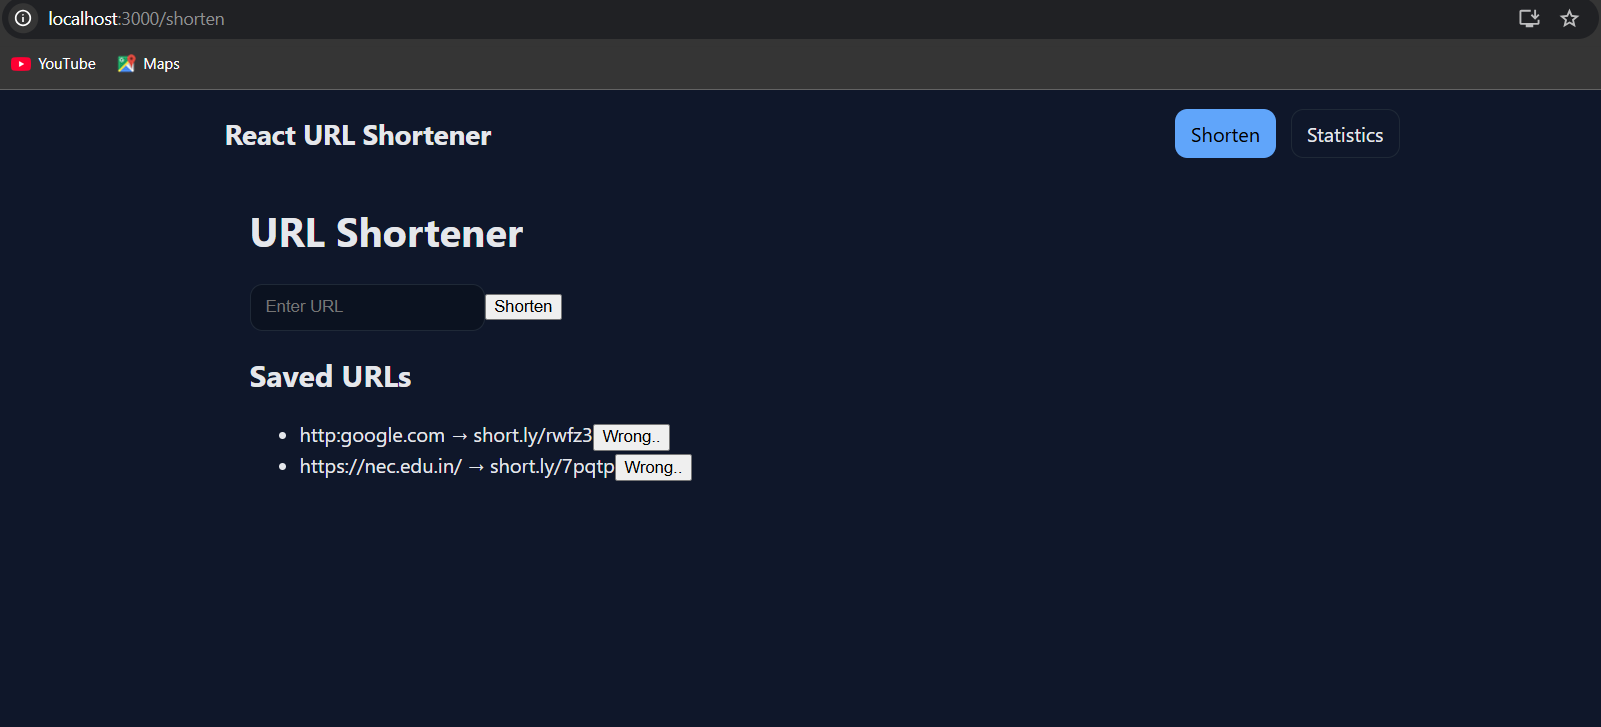 localhost:3000/shorten
YouTube Maps
React URL Shortener Shorten Statistics
URL Shortener
Enter URL Shorten
Saved URLs
• http:google.com → short.ly/rwfz3 Wrong..
• https://nec.edu.in/ → short.ly/7pqtp Wrong..